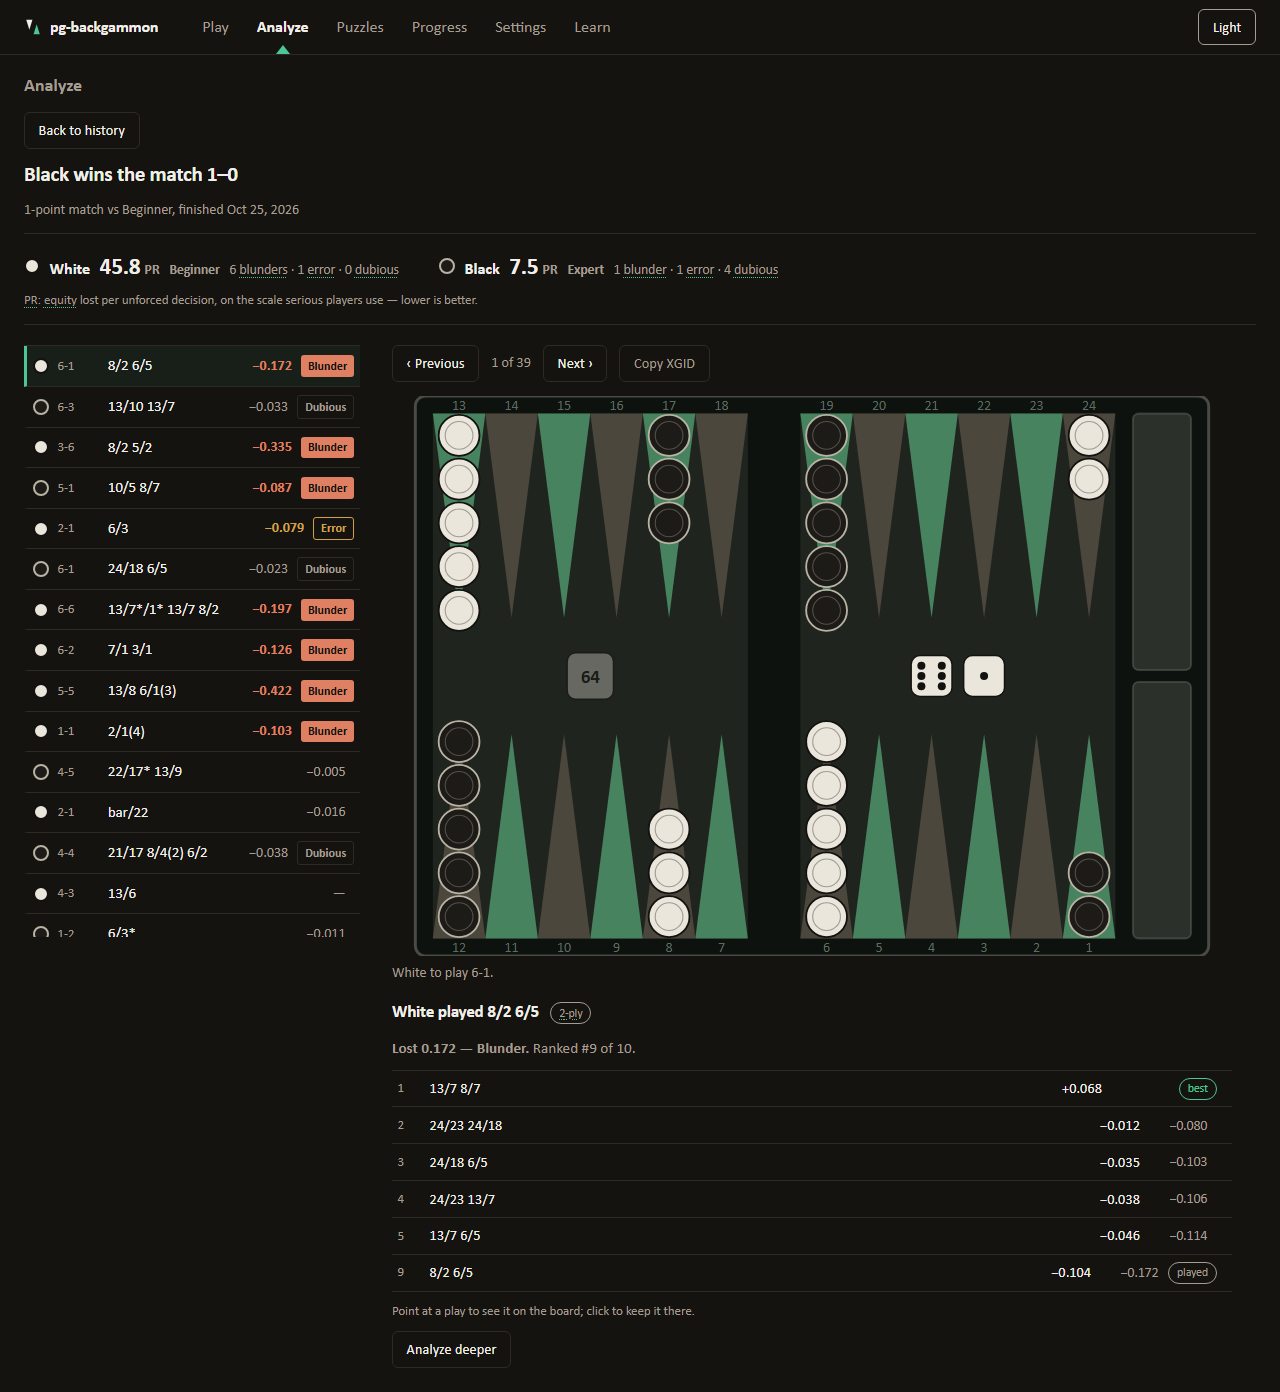 pg-backgammon Play Analyze Puzzles Progress Settings Learn Light
Analyze
Back to history
Black wins the match 1–0
1-point match vs Beginner, finished Oct 25, 2026
White 45.8 PR Beginner 6 blunders · 1 error · 0 dubious Black 7.5 PR Expert 1 blunder · 1 error · 4 dubious
PR: equity lost per unforced decision, on the scale serious players use — lower is better.
6-1 8/2 6/5 −0.172 Blunder
6-3 13/10 13/7 −0.033 Dubious
3-6 8/2 5/2 −0.335 Blunder
5-1 10/5 8/7 −0.087 Blunder
2-1 6/3 −0.079 Error
6-1 24/18 6/5 −0.023 Dubious
6-6 13/7*/1* 13/7 8/2 −0.197 Blunder
6-2 7/1 3/1 −0.126 Blunder
5-5 13/8 6/1(3) −0.422 Blunder
1-1 2/1(4) −0.103 Blunder
4-5 22/17* 13/9 −0.005
2-1 bar/22 −0.016
4-4 21/17 8/4(2) 6/2 −0.038 Dubious
4-3 13/6 —
1-2 6/3* −0.011
‹ Previous 1 of 39 Next › Copy XGID
13 14 15 16 17 18 19 20 21 22 23 24
64
12 11 10 9 8 7 6 5 4 3 2 1
White to play 6-1.
White played 8/2 6/5 2-ply
Lost 0.172 — Blunder. Ranked #9 of 10.
1 13/7 8/7 +0.068 best
2 24/23 24/18 −0.012 −0.080
3 24/18 6/5 −0.035 −0.103
4 24/23 13/7 −0.038 −0.106
5 13/7 6/5 −0.046 −0.114
9 8/2 6/5 −0.104 −0.172 played
Point at a play to see it on the board; click to keep it there.
Analyze deeper